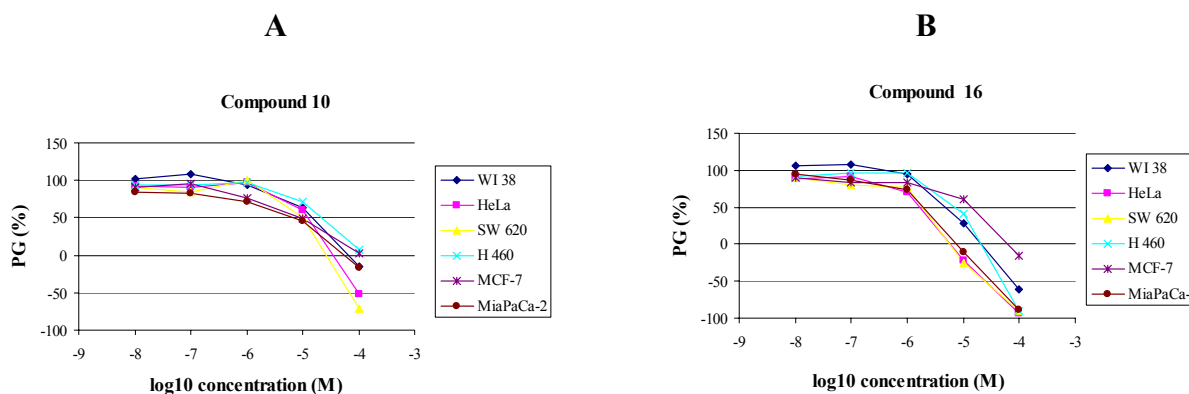 A
Compound 10
150
100
50
0
-50
-100
PG (%)
-9 -8 -7 -6 -5 -4 -3
log10 concentration (M)
WI 38
HeLa
SW 620
H 460
MCF-7
MiaPaCa-2
B
Compound 16
150
100
50
0
-50
-100
PG (%)
-9 -8 -7 -6 -5 -4 -3
log10 concentration (M)
WI 38
HeLa
SW 620
H 460
MCF-7
MiaPaCa-